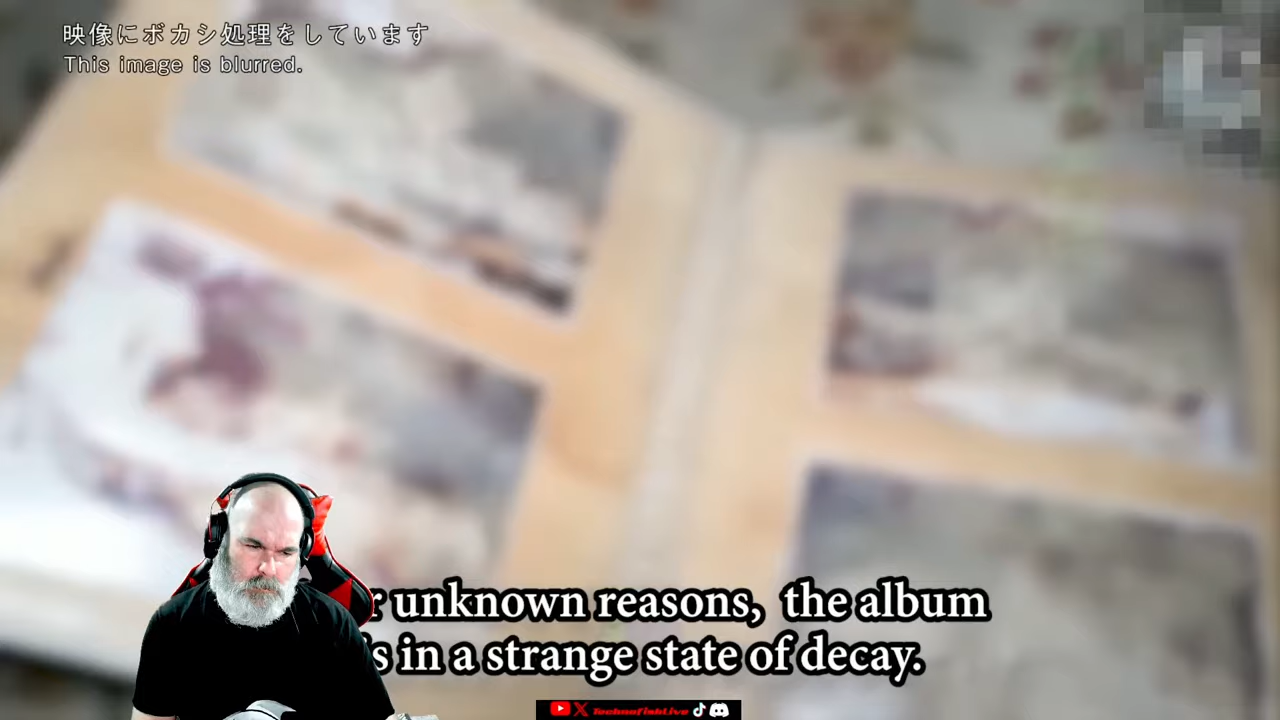 映像にボカシ処理をしています
This image is blurred.
unknown reasons, the album
in a strange state of decay.
TechnoFinkLive